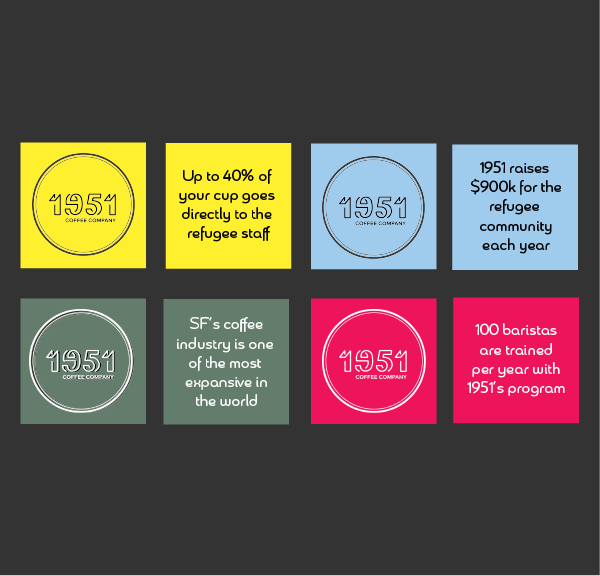 1951
COFFEE COMPANY
Up to 40% of
your cup goes
directly to the
refugee staff
1951
COFFEE COMPANY
1951 raises
$900k for the
refugee
community
each year
1951
COFFEE COMPANY
SF's coffee
industry is one
of the most
expansive in
the world
1951
COFFEE COMPANY
100 baristas
are trained
per year with
1951's program